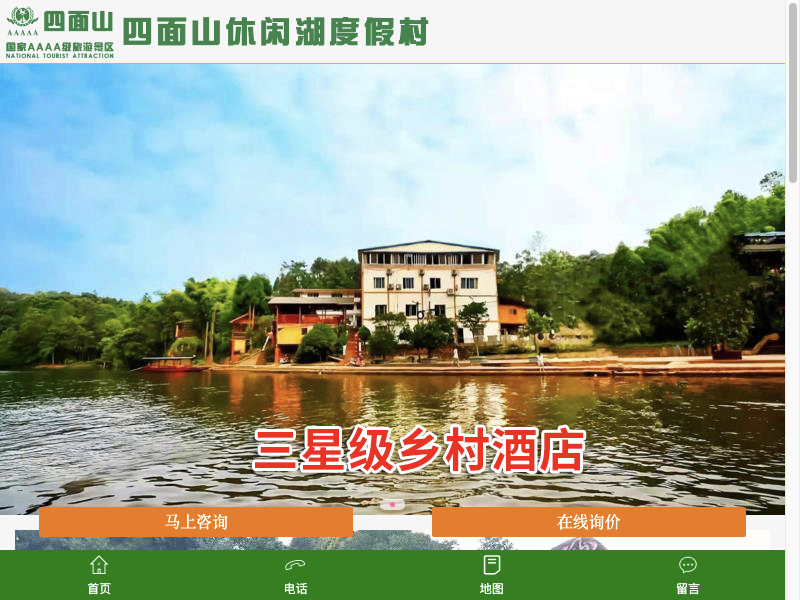 四面山
AAAAA
国家AAAA级旅游景区
NATIONAL TOURIST ATTRACTION
四面山休闲湖度假村
三星级乡村酒店
马上咨询
在线询价
首页
电话
地图
留言